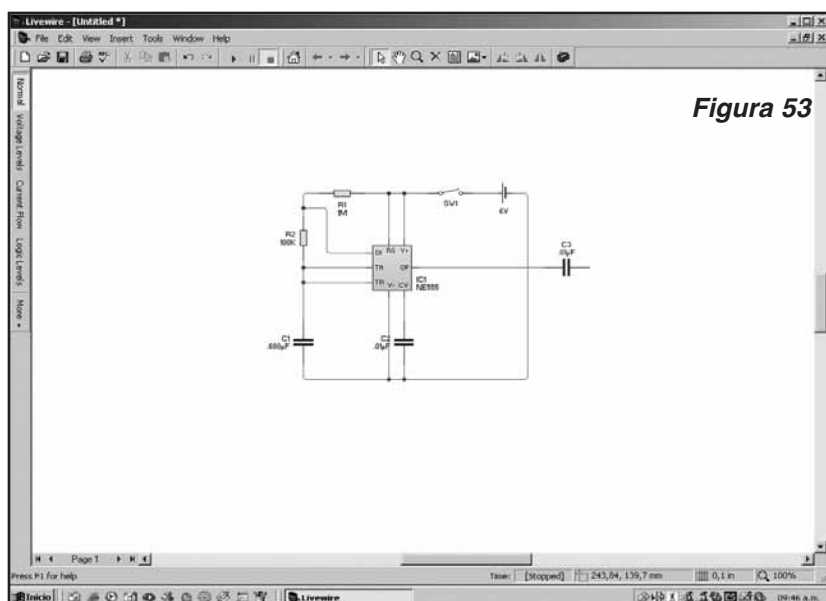 Livewire - [Untitled *]
File Edit View Insert Tools Window Help
Figura 53
Normal
Voltage Levels
Current Flow
Logic Levels
More
R1
1M
SW1
6V
R2
100K
DI RS V+
TH OP
TR V- CV
IC1
NE555
C3
.01µF
C1
.680µF
C2
.01µF
Page 1
Press F1 for help
Time: [Stopped] 243,84, 139,7 mm 0,1 in 100%
Inicio Livewire 09:46 a.m.